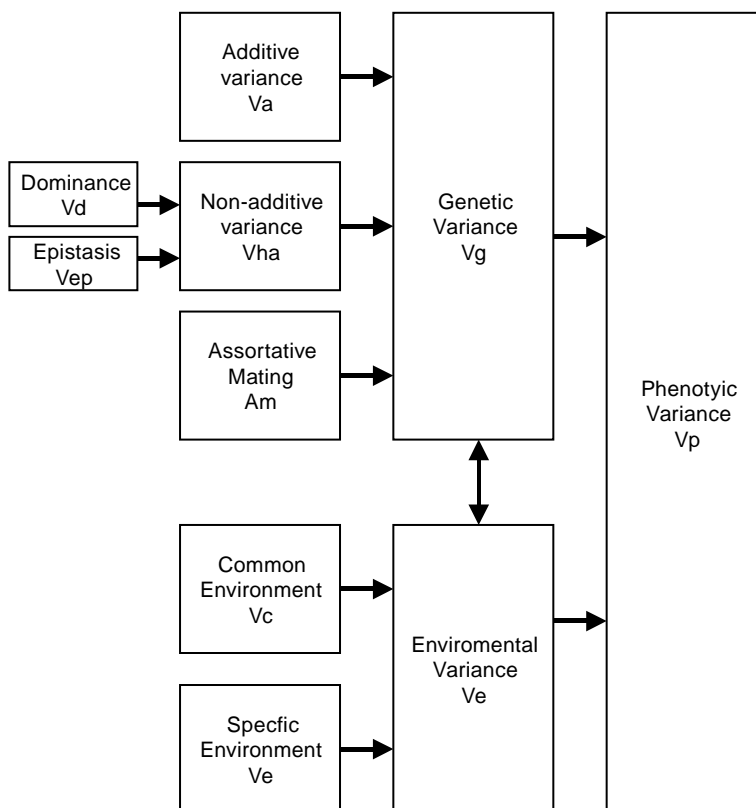 Additive
variance
Va
Dominance
Vd
Epistasis
Vep
Non-additive
variance
Vha
Assortative
Mating
Am
Genetic
Variance
Vg
Common
Environment
Vc
Specfic
Environment
Ve
Enviromental
Variance
Ve
Phenotyic
Variance
Vp